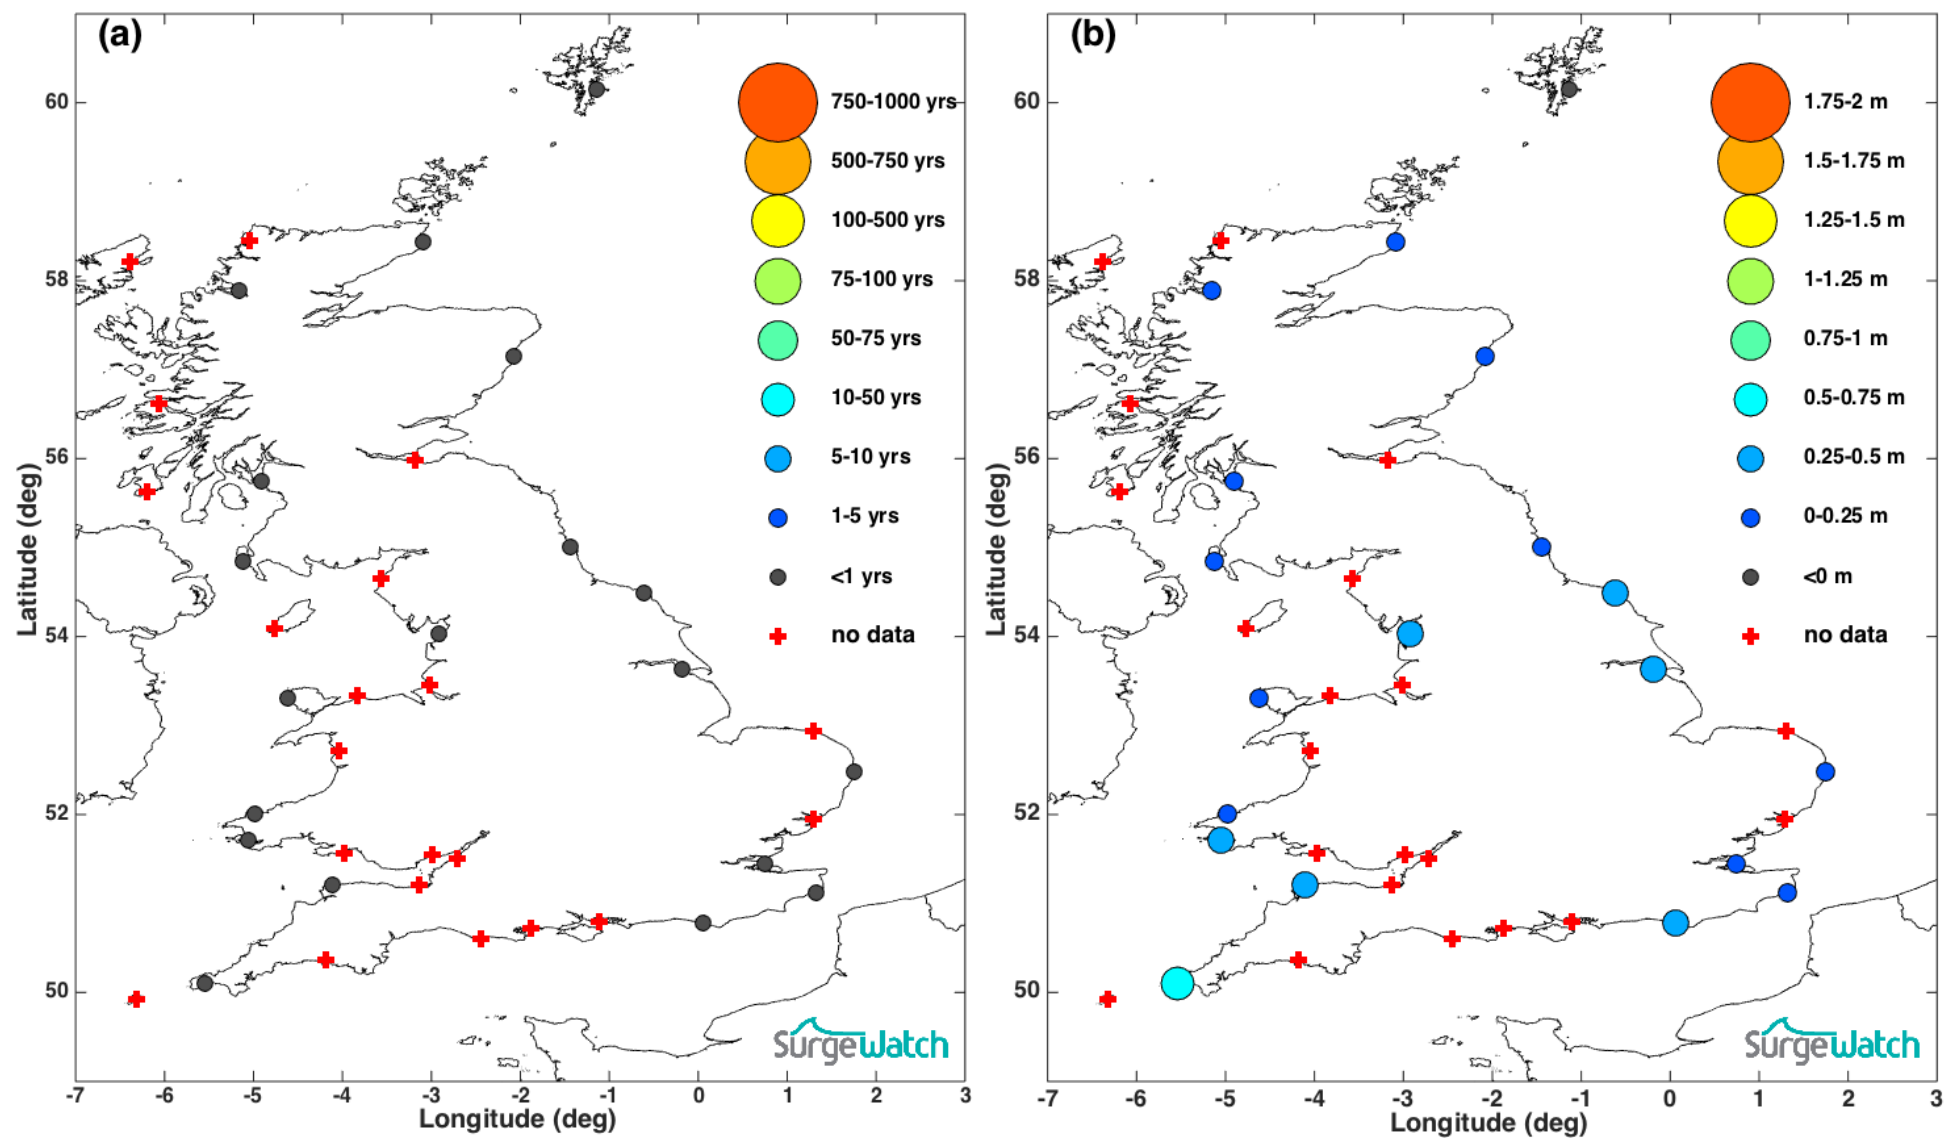 (a)
750-1000 yrs
500-750 yrs
100-500 yrs
75-100 yrs
50-75 yrs
10-50 yrs
5-10 yrs
1-5 yrs
<1 yrs
no data
60
58
56
54
52
50
Latitude (deg)
-7 -6 -5 -4 -3 -2 -1 0 1 2 3
Longitude (deg)
SurgeWatch
(b)
1.75-2 m
1.5-1.75 m
1.25-1.5 m
1-1.25 m
0.75-1 m
0.5-0.75 m
0.25-0.5 m
0-0.25 m
<0 m
no data
60
58
56
54
52
50
Latitude (deg)
-7 -6 -5 -4 -3 -2 -1 0 1 2 3
Longitude (deg)
SurgeWatch